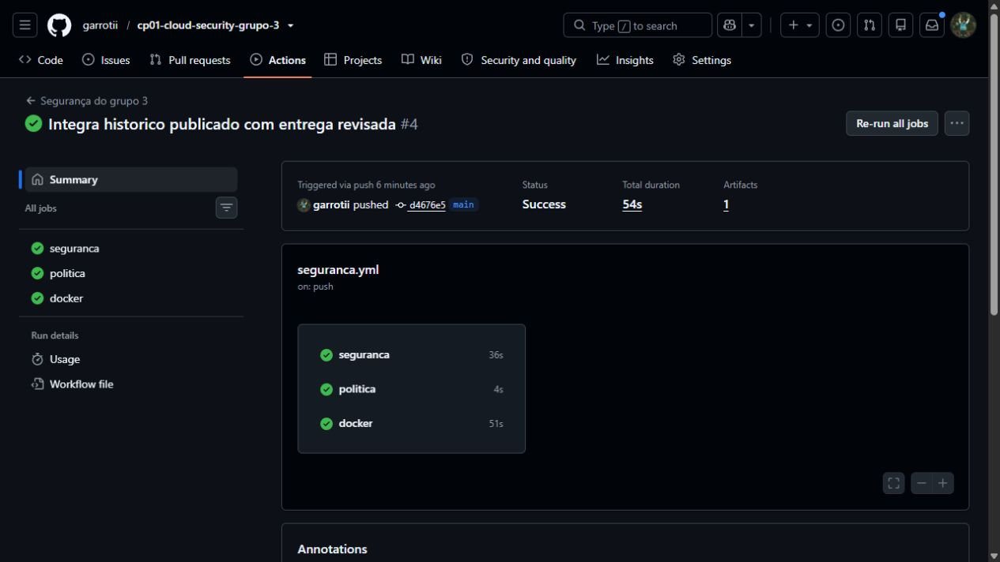 garrotii / cp01-cloud-security-grupo-3
Type / to search
Code
Issues
Pull requests
Actions
Projects
Wiki
Security and quality
Insights
Settings
Segurança do grupo 3
Integra historico publicado com entrega revisada #4
Re-run all jobs
Summary
All jobs
seguranca
politica
docker
Run details
Usage
Workflow file
Triggered via push 6 minutes ago
garrotii pushed d4676e5 main
Status
Success
Total duration
54s
Artifacts
1
seguranca.yml
on: push
seguranca 36s
politica 4s
docker 51s
Annotations